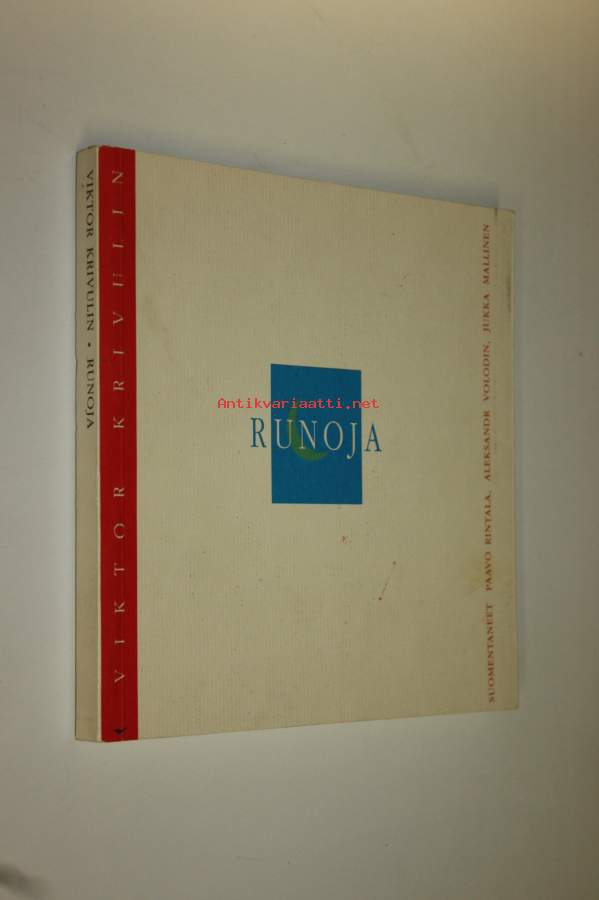 VIKTOR KRIVULIN • RUNOJA
VIKTOR KRIVULIN
Antikvariaatti.net
RUNOJA
SUOMENTANEET PAAVO RINTALA, ALEKSANDR VOLODIN, JUKKA MALLINEN